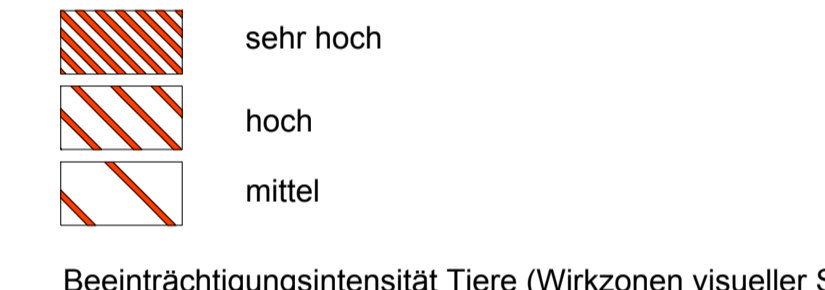 sehr hoch
hoch
mittel
Beeinträchtigungsintensität Tiere (Wirkzonen visueller